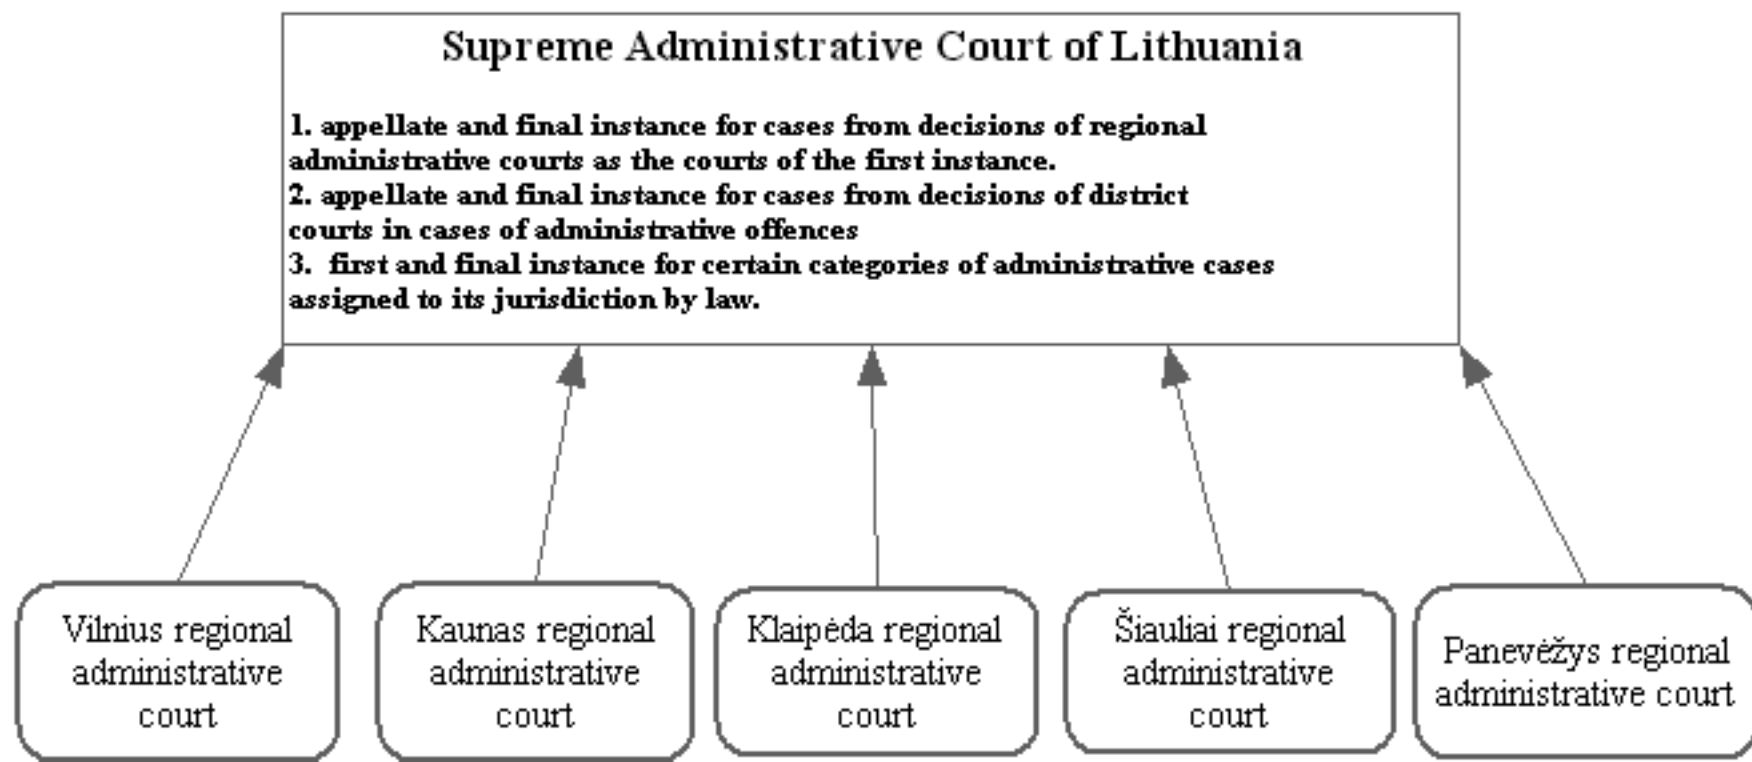 Supreme Administrative Court of Lithuania
1. appellate and final instance for cases from decisions of regional
administrative courts as the courts of the first instance.
2. appellate and final instance for cases from decisions of district
courts in cases of administrative offences
3. first and final instance for certain categories of administrative cases
assigned to its jurisdiction by law.
Vilnius regional
administrative
court
Kaunas regional
administrative
court
Klaipėda regional
administrative
court
Šiauliai regional
administrative
court
Panevėžys regional
administrative court